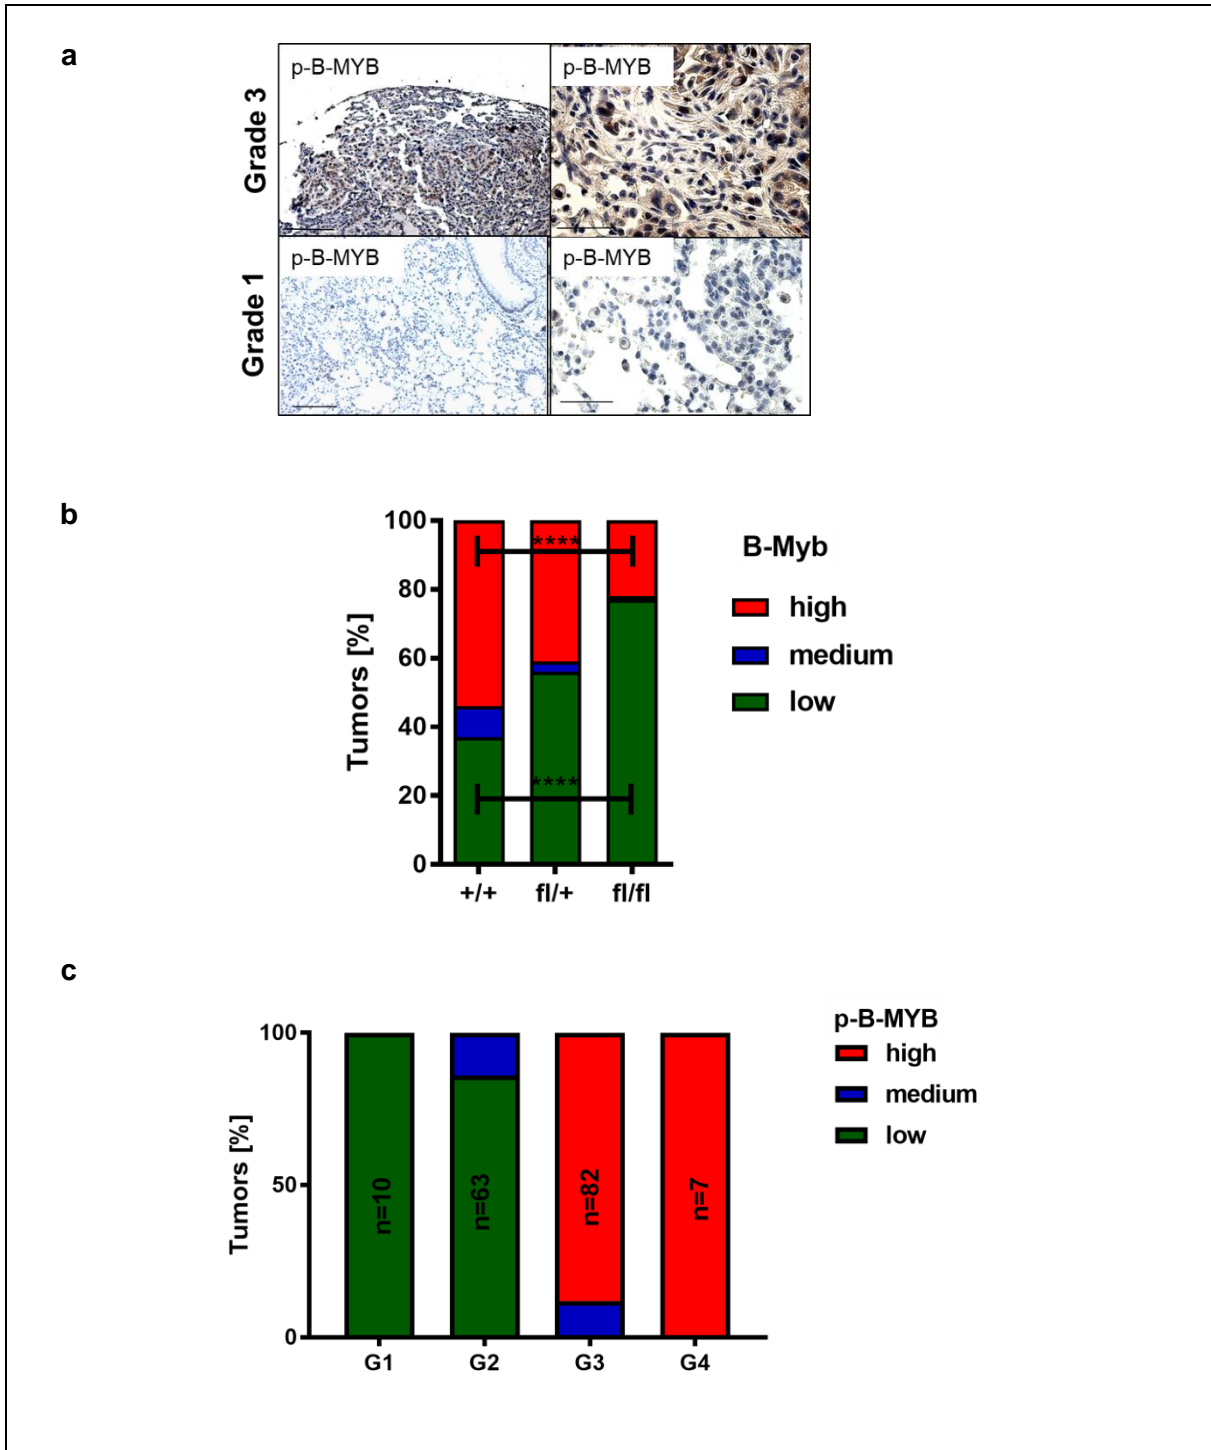 a
Grade 3
p-B-MYB
p-B-MYB
Grade 1
p-B-MYB
p-B-MYB
b
Tumors [%]
100
80
60
40
20
0
****
****
+/+
fl/+
fl/fl
B-Myb
high
medium
low
c
Tumors [%]
100
50
0
n=10
n=63
n=82
n=7
G1
G2
G3
G4
p-B-MYB
high
medium
low